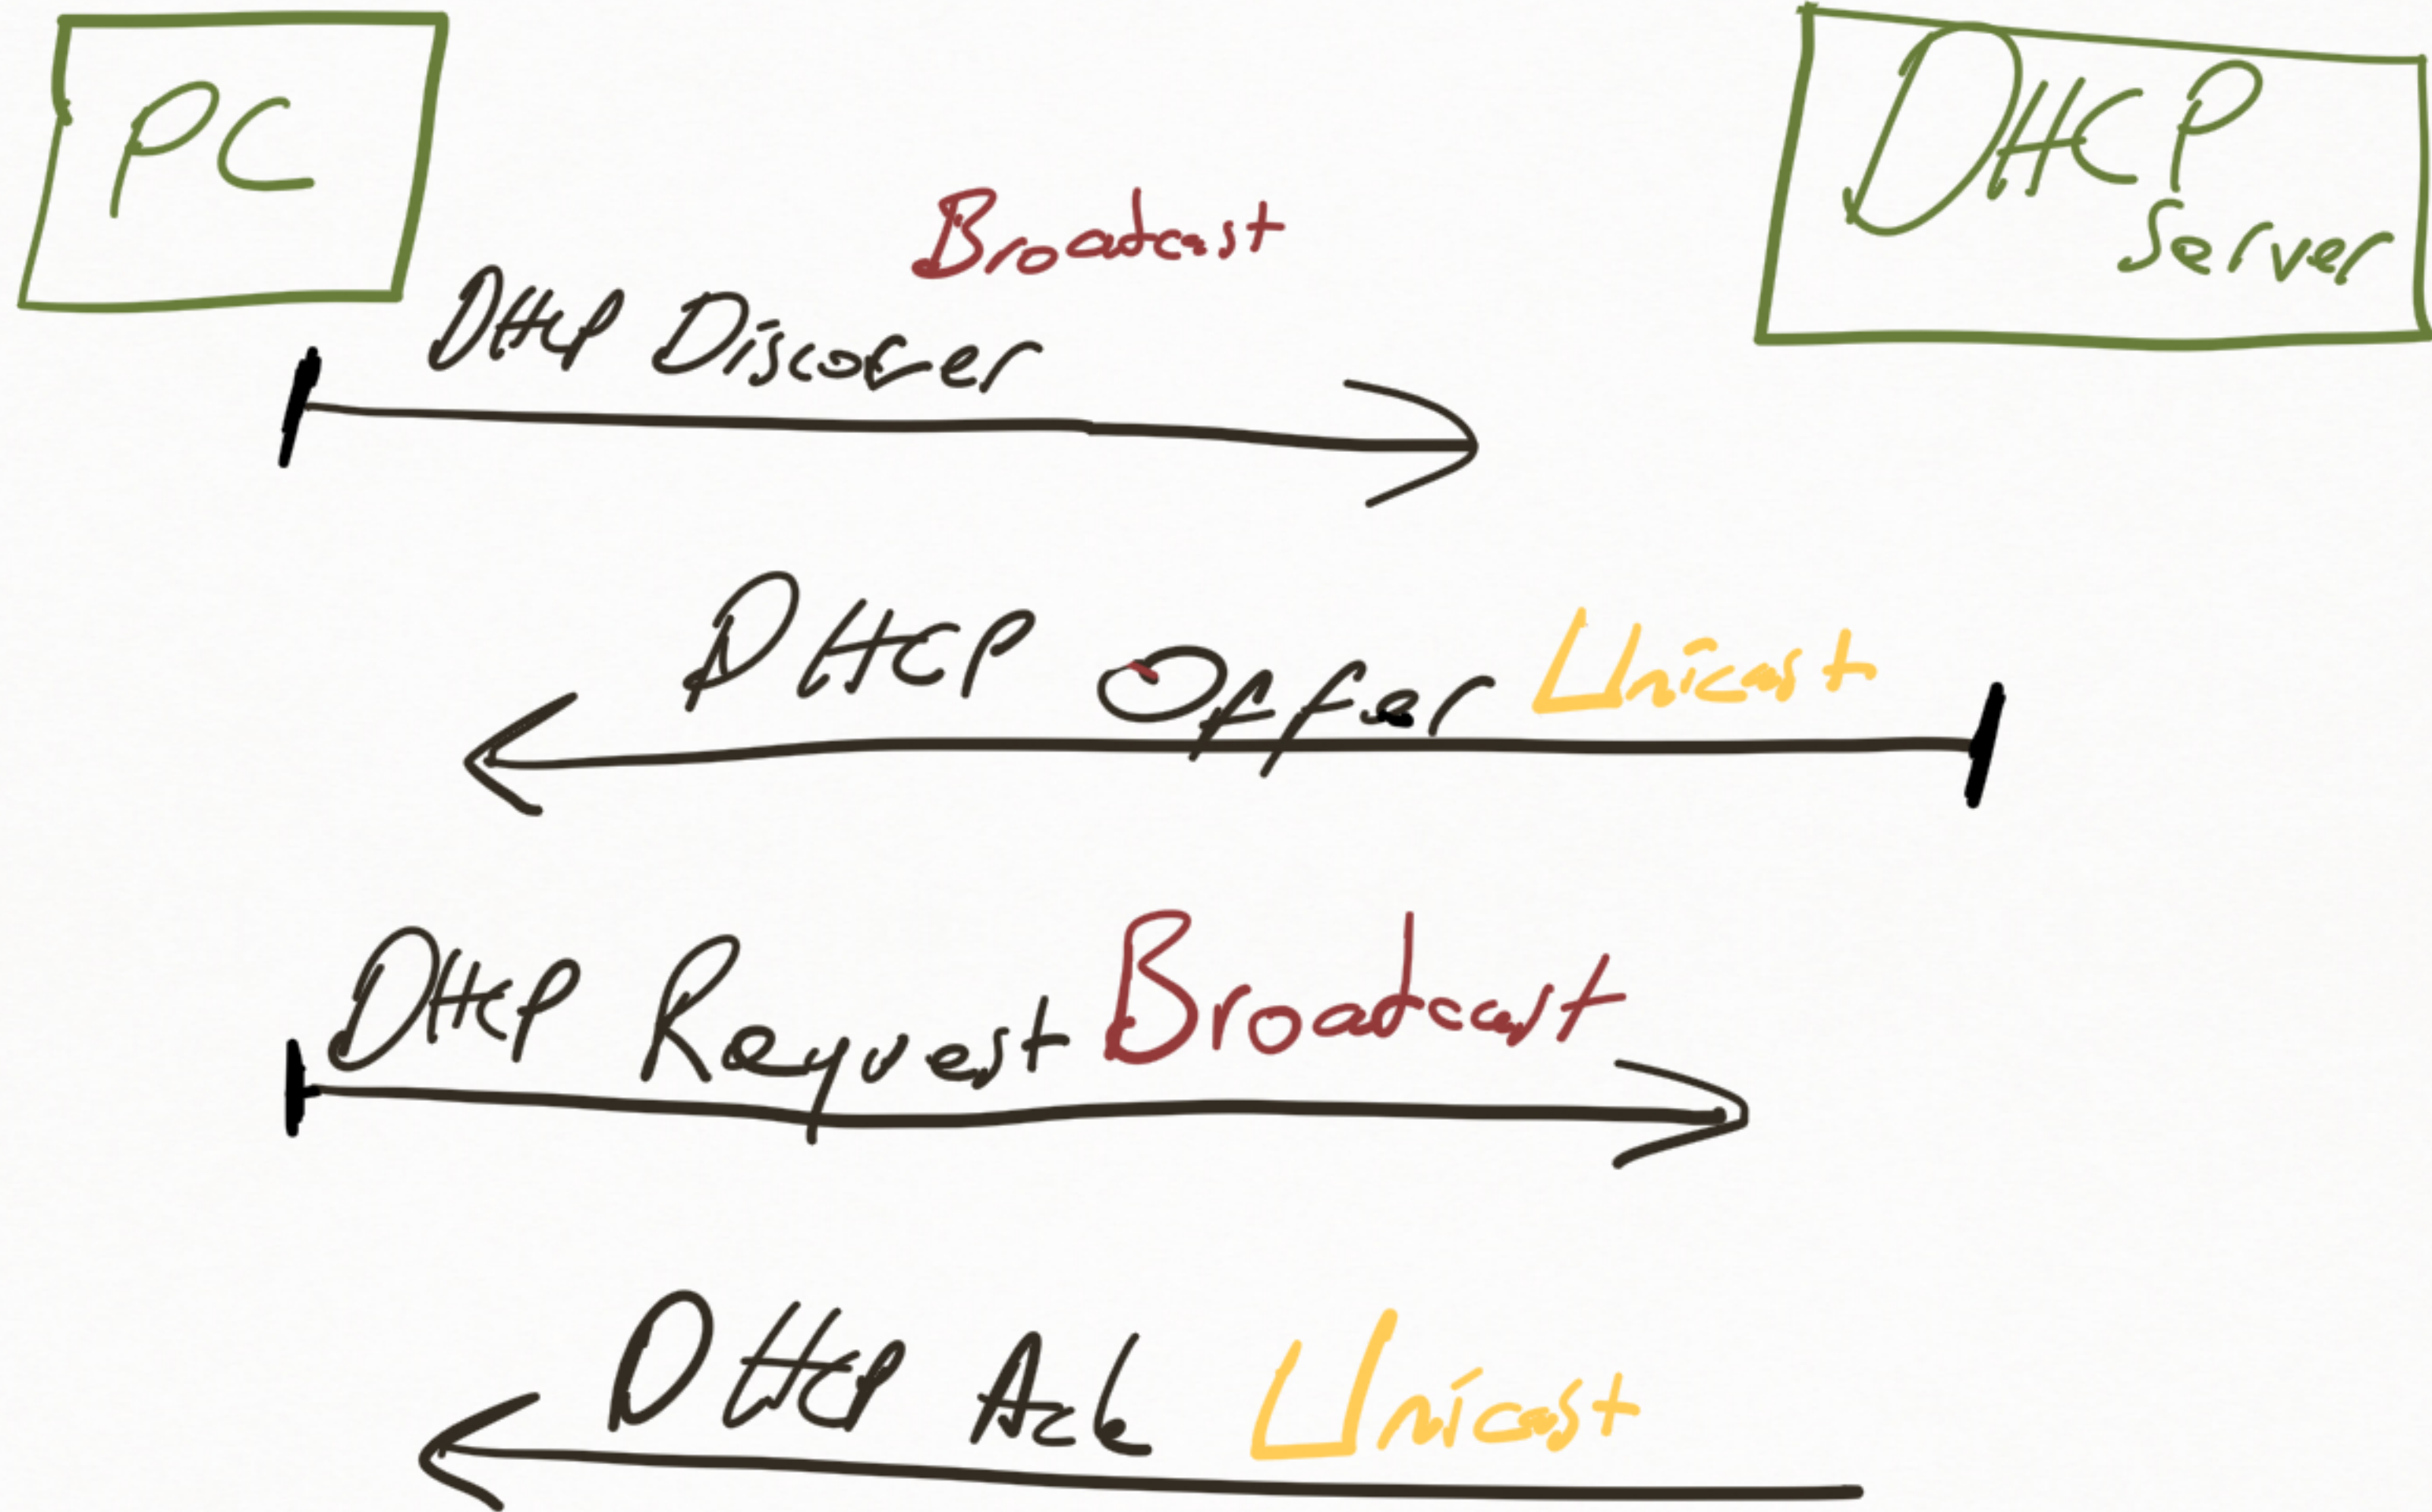 PC
DHCP
Server
Broadcast
DHCP Discover
DHCP Offer Unicast
DHCP Request Broadcast
DHCP Ack Unicast